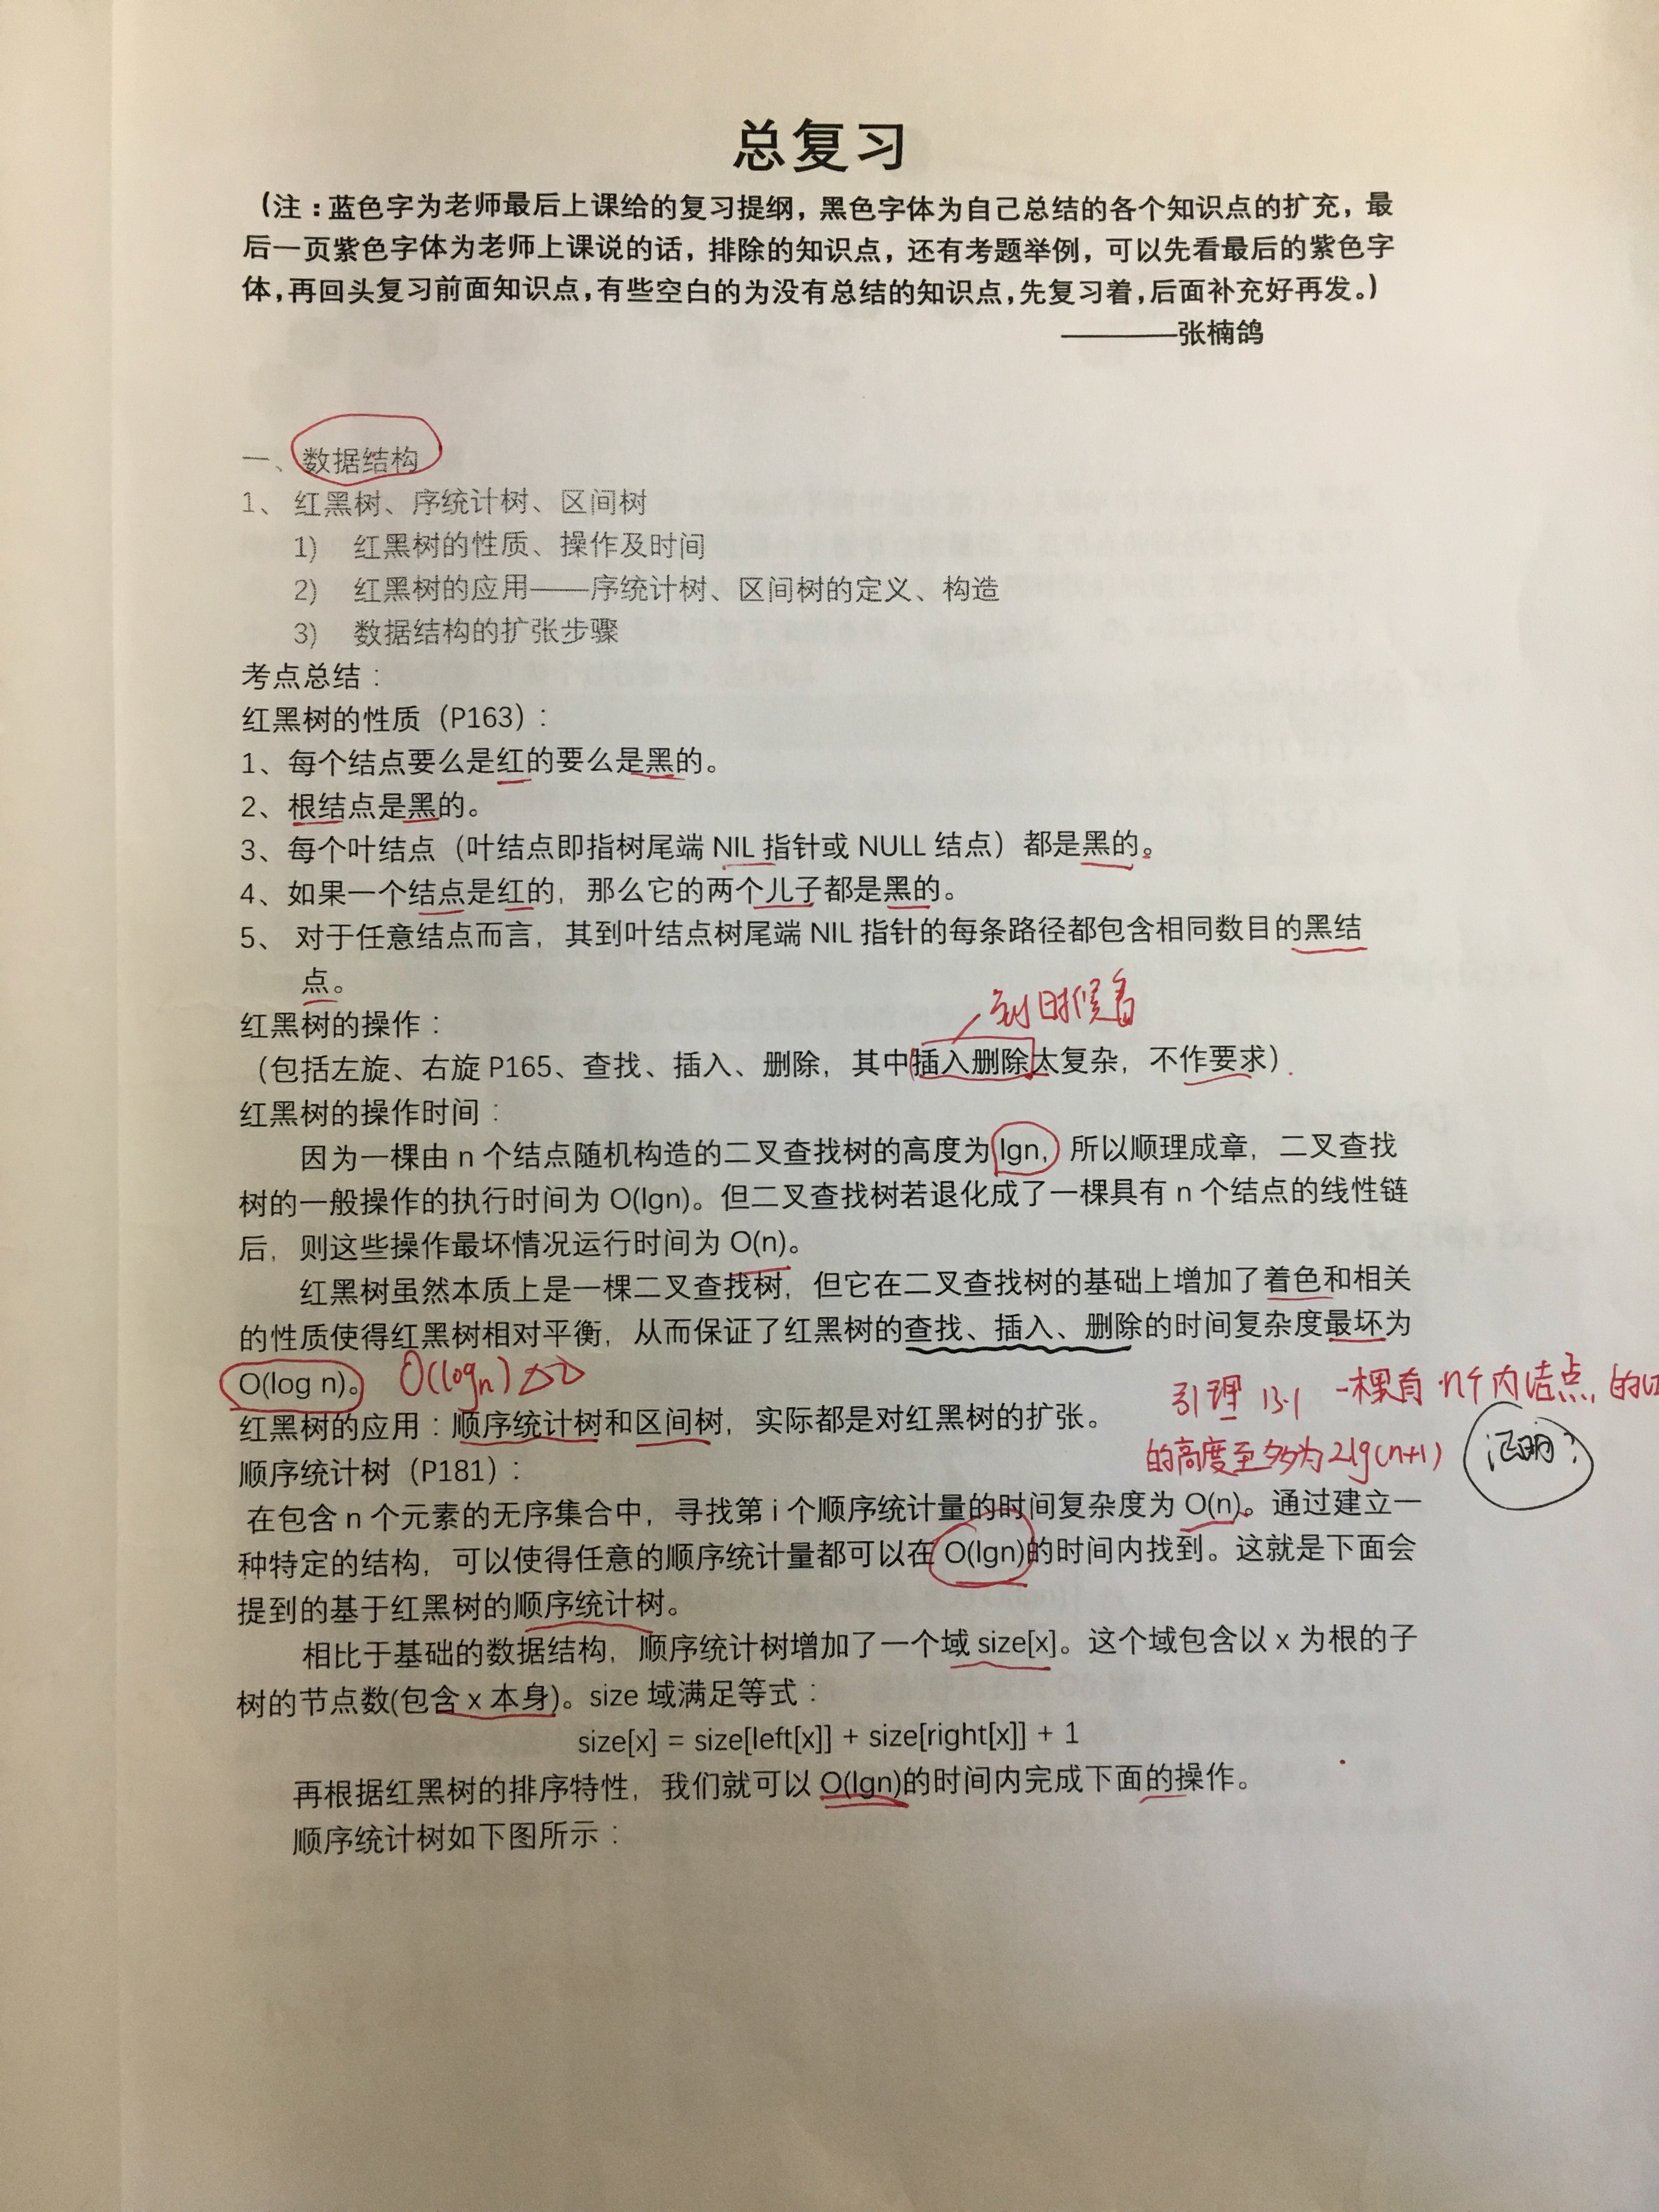 总复习
（注：蓝色字为老师最后上课给的复习提纲，黑色字体为自己总结的各个知识点的扩充，最
后一页紫色字体为老师上课说的话，排除的知识点，还有考题举例，可以先看最后的紫色字
体，再回头复习前面知识点，有些空白的为没有总结的知识点，先复习着，后面补充好再发。）
————张楠鸽
一、数据结构
1、 红黑树、序统计树、区间树
1) 红黑树的性质、操作及时间
2) 红黑树的应用——序统计树、区间树的定义、构造
3) 数据结构的扩张步骤
考点总结：
红黑树的性质（P163）：
1、每个结点要么是红的要么是黑的。
2、根结点是黑的。
3、每个叶结点（叶结点即指树尾端 NIL 指针或 NULL 结点）都是黑的。
4、如果一个结点是红的，那么它的两个儿子都是黑的。
5、 对于任意结点而言，其到叶结点树尾端 NIL 指针的每条路径都包含相同数目的黑结
点。
到时候看
红黑树的操作：
（包括左旋、右旋 P165、查找、插入、删除，其中插入删除太复杂，不作要求）
红黑树的操作时间：
因为一棵由 n 个结点随机构造的二叉查找树的高度为 lgn，所以顺理成章，二叉查找
树的一般操作的执行时间为 O(lgn)。但二叉查找树若退化成了一棵具有 n 个结点的线性链
后，则这些操作最坏情况运行时间为 O(n)。
红黑树虽然本质上是一棵二叉查找树，但它在二叉查找树的基础上增加了着色和相关
的性质使得红黑树相对平衡，从而保证了红黑树的查找、插入、删除的时间复杂度最坏为
O(log n)。 O(logn)
引理 13.1 一棵有 n个内结点的
红黑树的应用：顺序统计树和区间树，实际都是对红黑树的扩张。
的高度至多为2lg(n+1) 证明？
顺序统计树（P181）：
在包含 n 个元素的无序集合中，寻找第 i 个顺序统计量的时间复杂度为 O(n)。通过建立一
种特定的结构，可以使得任意的顺序统计量都可以在 O(lgn)的时间内找到。这就是下面会
提到的基于红黑树的顺序统计树。
相比于基础的数据结构，顺序统计树增加了一个域 size[x]。这个域包含以 x 为根的子
树的节点数(包含 x 本身)。size 域满足等式：
size[x] = size[left[x]] + size[right[x]] + 1
再根据红黑树的排序特性，我们就可以 O(lgn)的时间内完成下面的操作。
顺序统计树如下图所示：